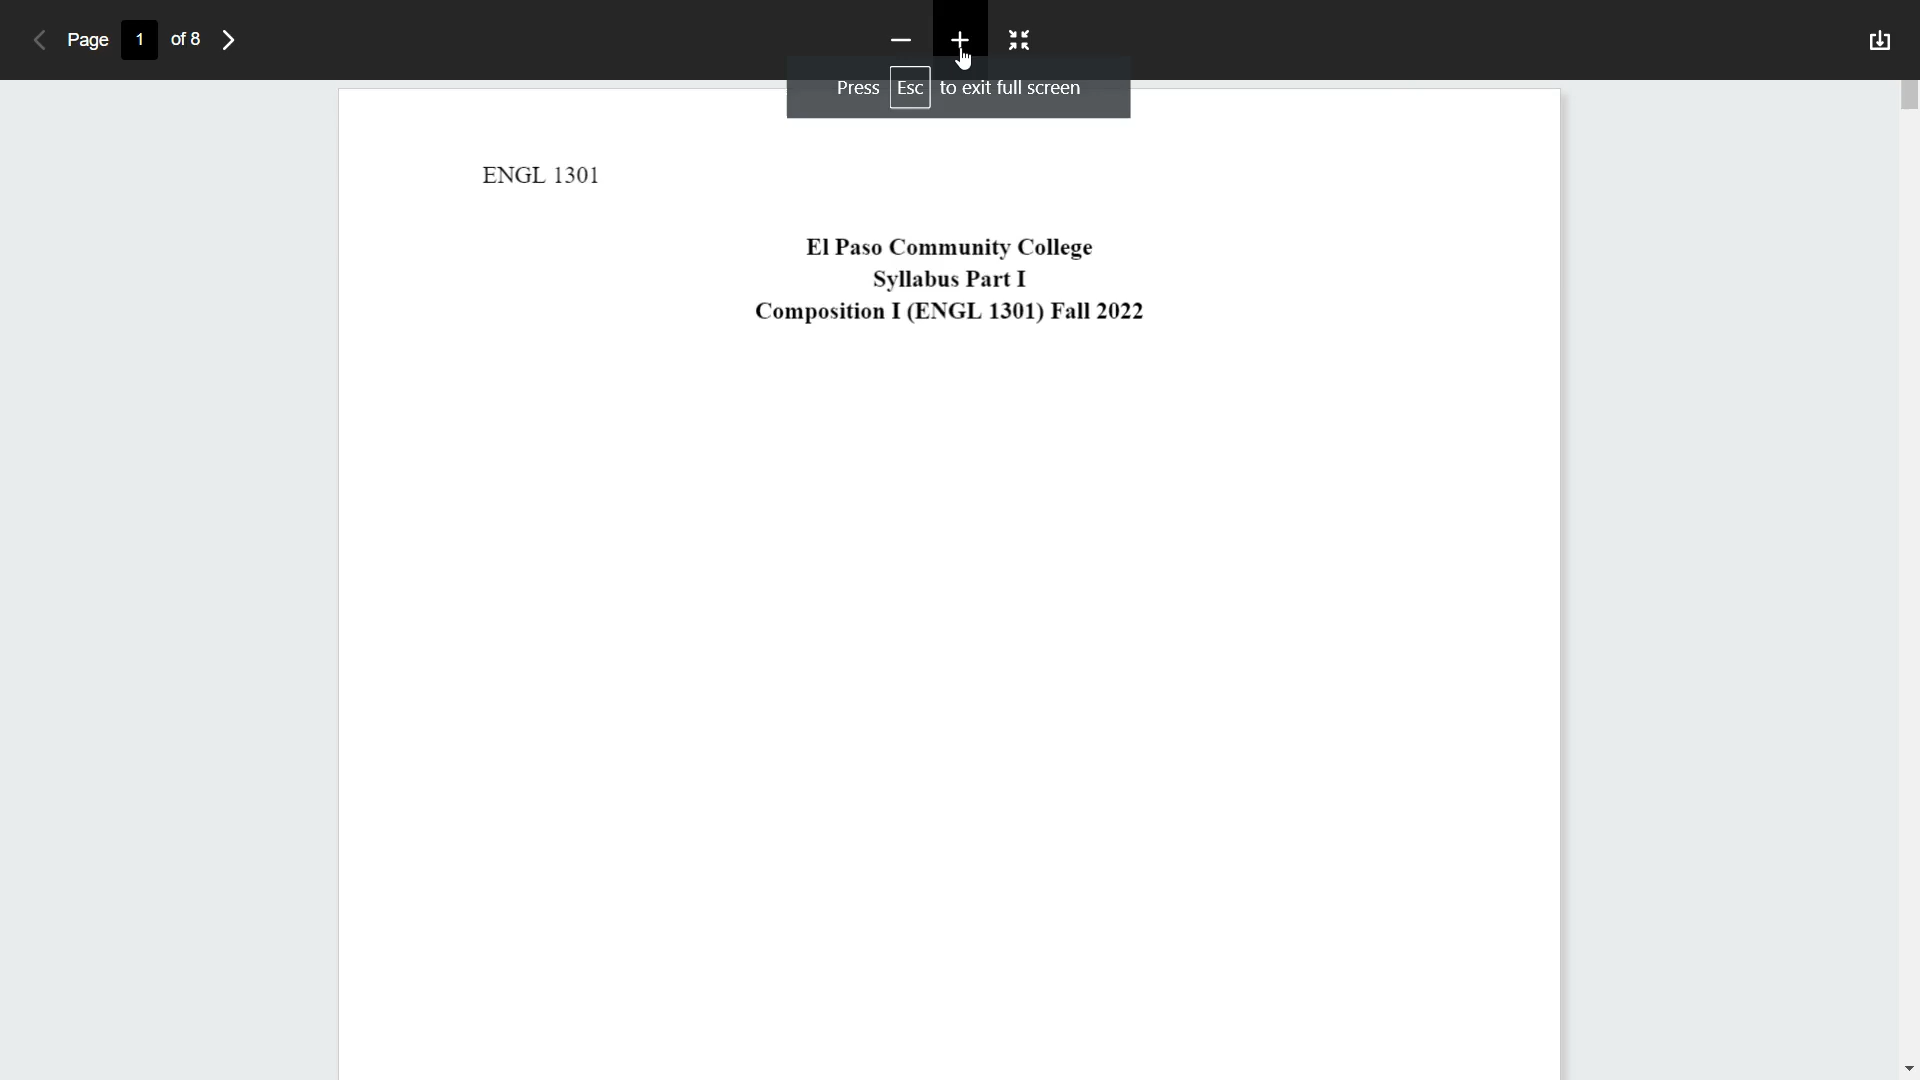 Page 1 of 8
Press Esc to exit full screen
ENGL 1301
El Paso Community College
Syllabus Part I
Composition I (ENGL 1301) Fall 2022